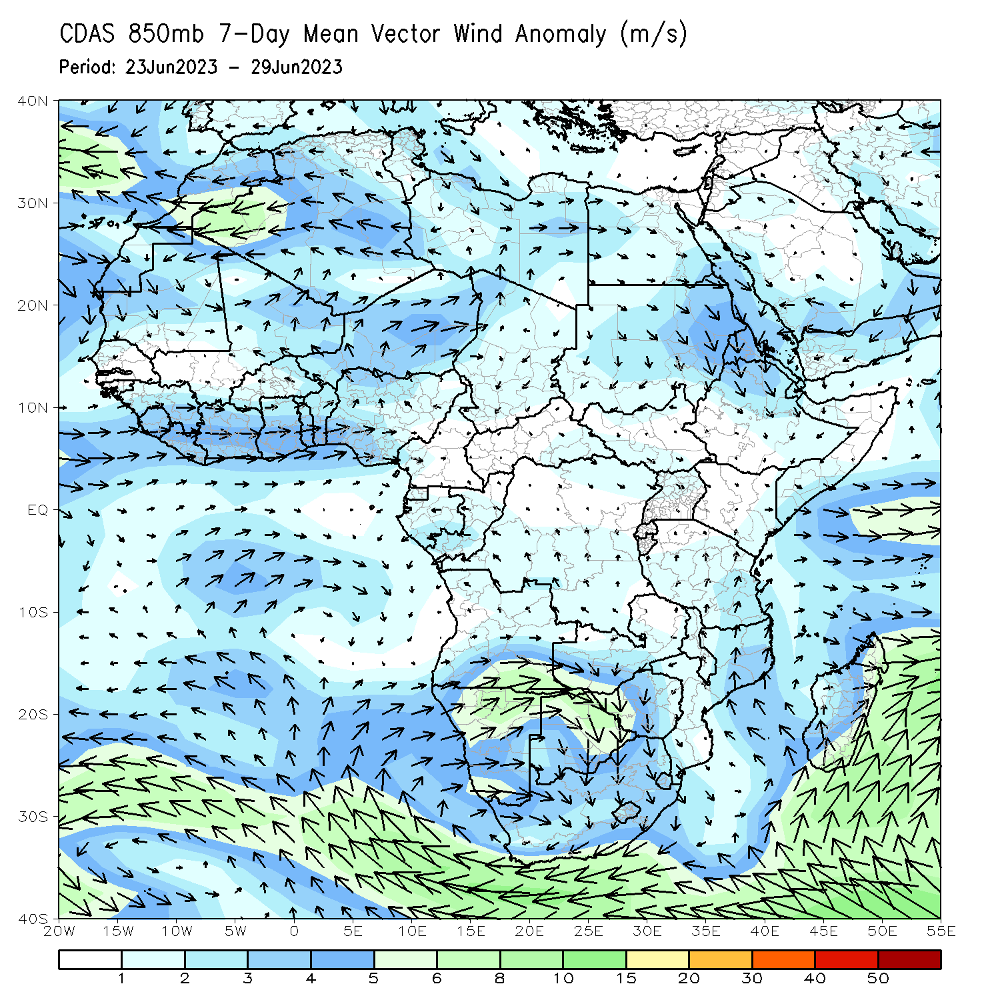 CDAS 850mb 7-Day Mean Vector Wind Anomaly (m/s)
Period: 23Jun2023 - 29Jun2023
40N
30N
20N
10N
EQ
10S
20S
30S
40S
20W 15W 10W 5W 0 5E 10E 15E 20E 25E 30E 35E 40E 45E 50E 55E
1 2 3 4 5 6 8 10 15 20 30 40 50